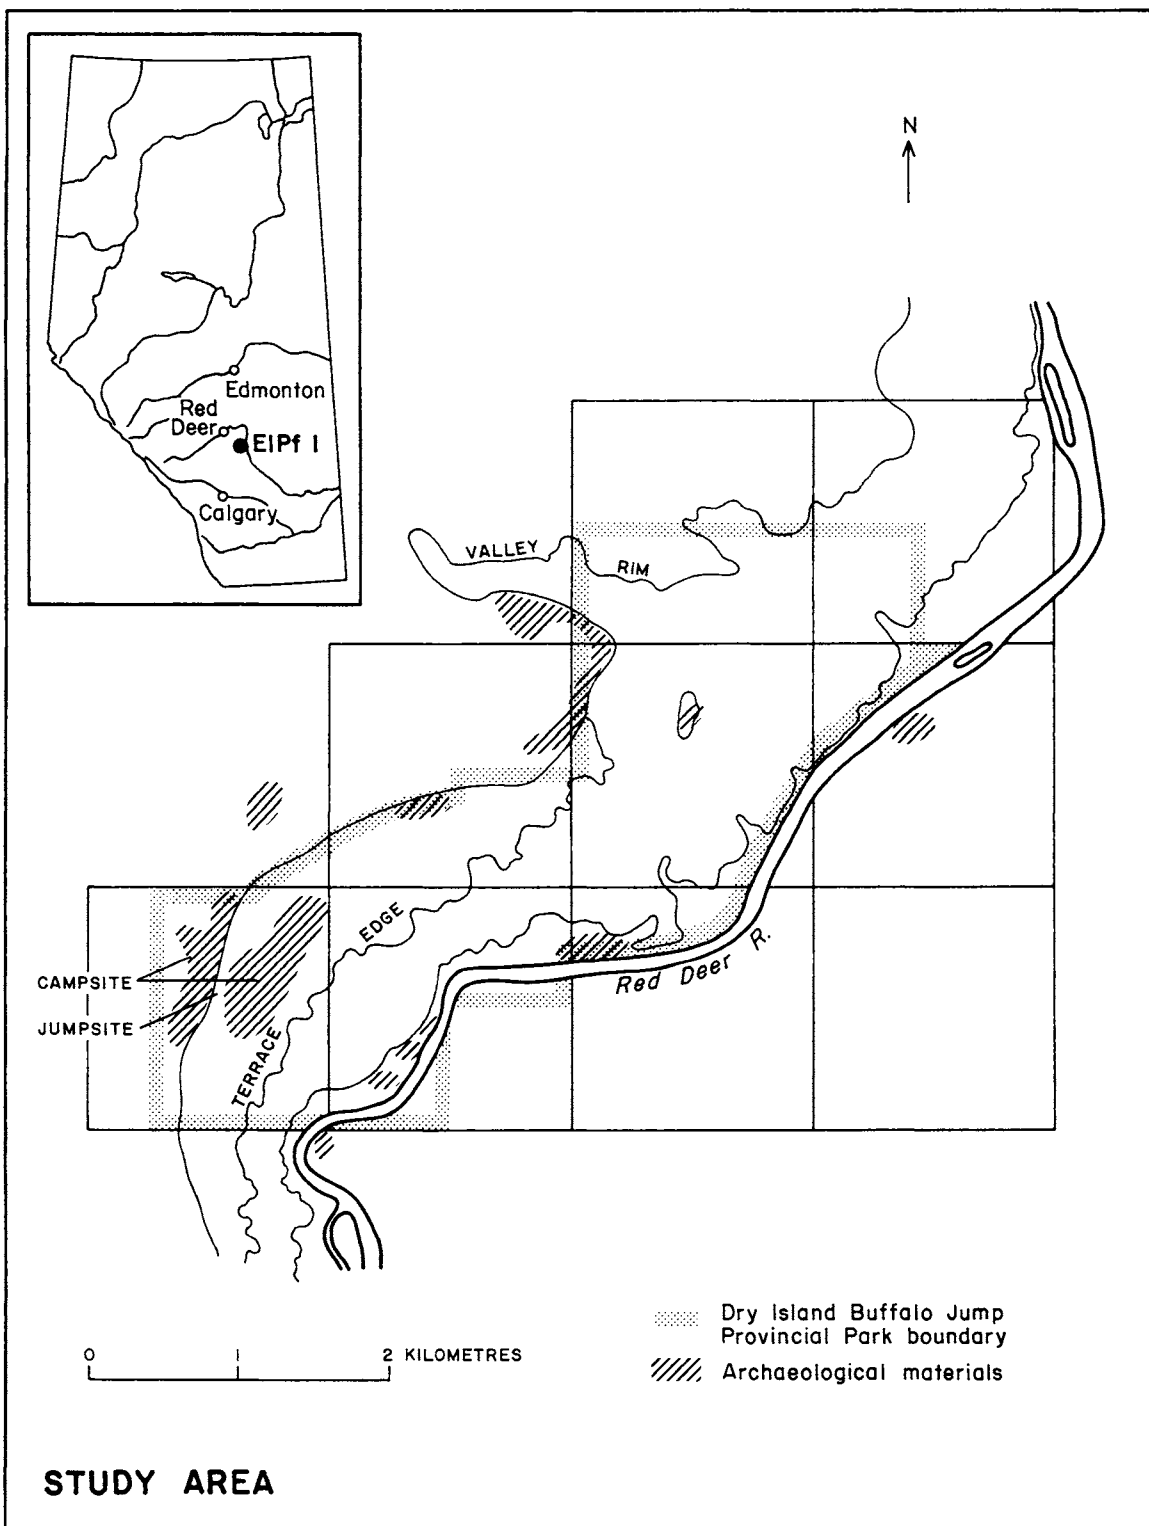 N
Edmonton
Red
Deer
EIPf 1
Calgary
VALLEY
RIM
EDGE
CAMPSITE
Red Deer R.
JUMPSITE
TERRACE
Dry Island Buffalo Jump
Provincial Park boundary
0 1 2 KILOMETRES
Archaeological materials
STUDY AREA